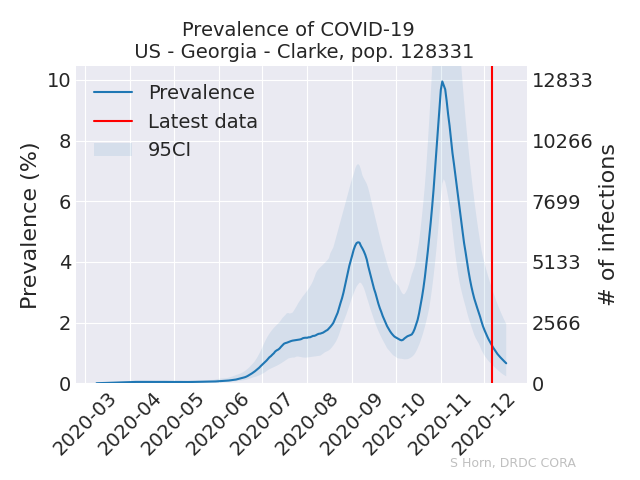 Prevalence of COVID-19
US - Georgia - Clarke, pop. 128331
Prevalence
Latest data
95CI
Prevalence (%)
10
8
6
4
2
0
12833
10266
7699
5133
2566
0
# of infections
2020-03
2020-04
2020-05
2020-06
2020-07
2020-08
2020-09
2020-10
2020-11
2020-12
S Horn, DRDC CORA